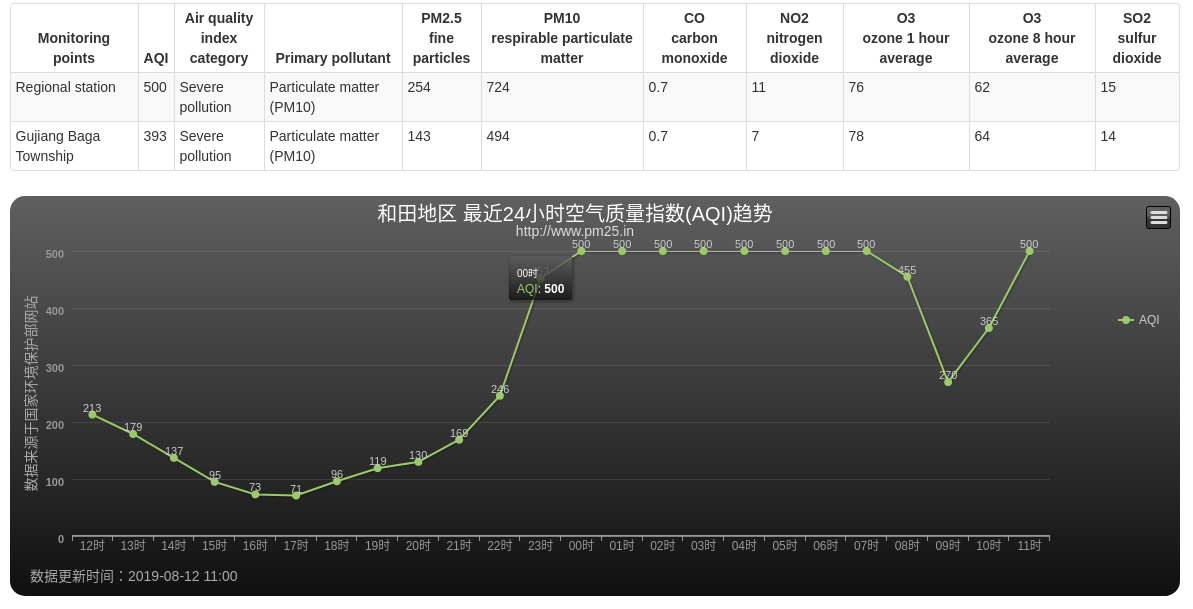 Monitoring points AQI Air quality index category Primary pollutant PM2.5 fine particles PM10 respirable particulate matter CO carbon monoxide NO2 nitrogen dioxide O3 ozone 1 hour average O3 ozone 8 hour average SO2 sulfur dioxide
Regional station 500 Severe pollution Particulate matter (PM10) 254 724 0.7 11 76 62 15
Gujiang Baga Township 393 Severe pollution Particulate matter (PM10) 143 494 0.7 7 78 64 14
和田地区 最近24小时空气质量指数(AQI)趋势
http://www.pm25.in
数据来源于国家环境保护部网站
500
400
300
200
100
0
213 179 137 95 73 71 96 119 130 169 246 500 500 500 500 500 500 500 500 455 270 365 500
00时
AQI: 500
AQI
12时 13时 14时 15时 16时 17时 18时 19时 20时 21时 22时 23时 00时 01时 02时 03时 04时 05时 06时 07时 08时 09时 10时 11时
数据更新时间：2019-08-12 11:00